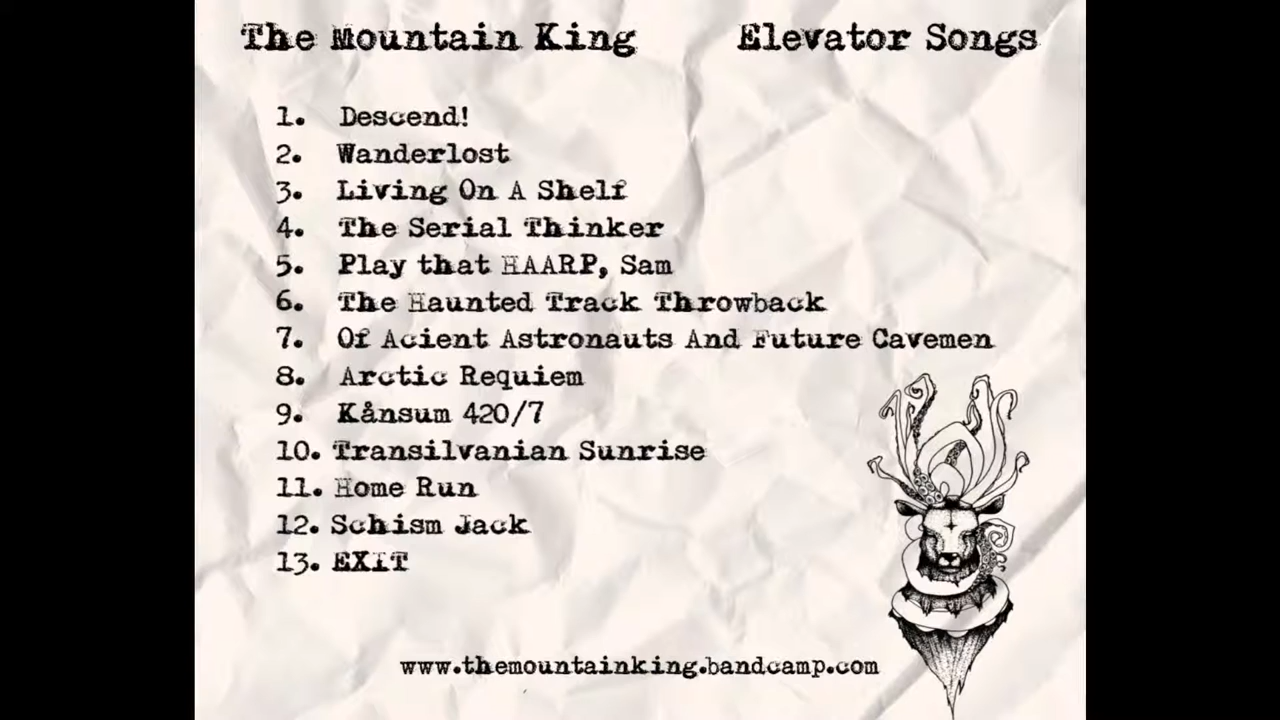 The Mountain King Elevator Songs
1. Descend!
2. Wanderlost
3. Living On A Shelf
4. The Serial Thinker
5. Play that HAARP, Sam
6. The Haunted Track Throwback
7. Of Acient Astronauts And Future Cavemen
8. Arctic Requiem
9. Kånsum 420/7
10. Transilvanian Sunrise
11. Home Run
12. Schism Jack
13. EXIT
www.themountainking.bandcamp.com